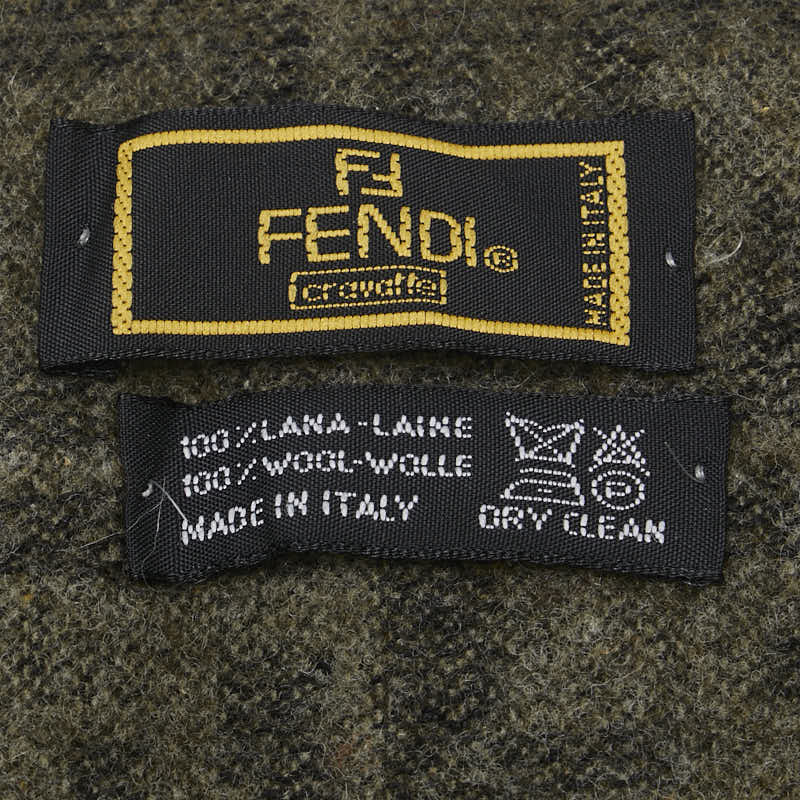 FF
FENDI®
cravatte
MADE IN ITALY
100% LANA - LAINE
100% WOOL - WOLLE
MADE IN ITALY
P
DRY CLEAN